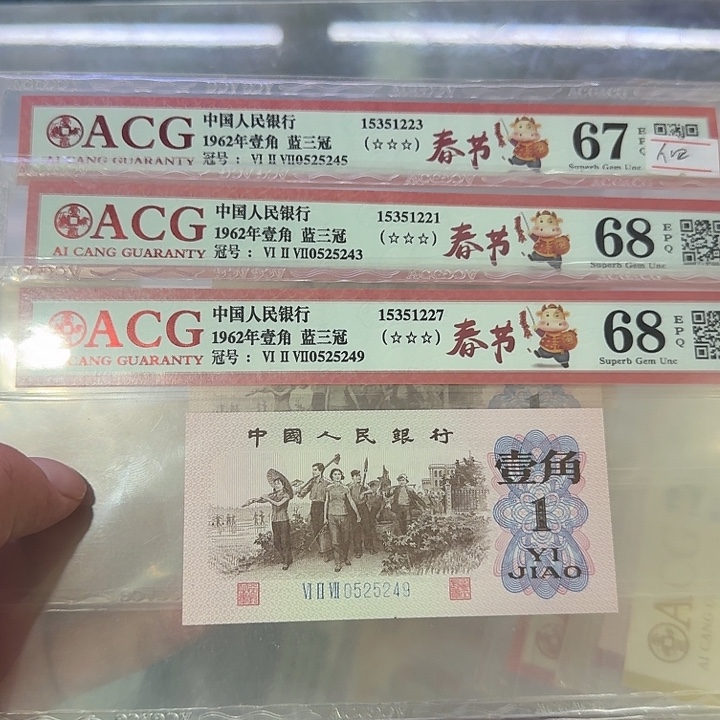 ACG
中国人民银行 15351223
1962年壹角 蓝三冠 (☆☆☆)
冠号： VI II VII0525245
AI CANG GUARANTY
春节
67 EPQ
Superb Gem Unc
ACG
中国人民银行 15351221
1962年壹角 蓝三冠 (☆☆☆)
冠号： VI II VII0525243
AI CANG GUARANTY
春节
68 EPQ
Superb Gem Unc
ACG
中国人民银行 15351227
1962年壹角 蓝三冠 (☆☆☆)
冠号： VI II VII0525249
AI CANG GUARANTY
春节
68 EPQ
Superb Gem Unc
中國人民銀行
壹角
1
YI
JIAO
VI II VII 0525249
AI CANG